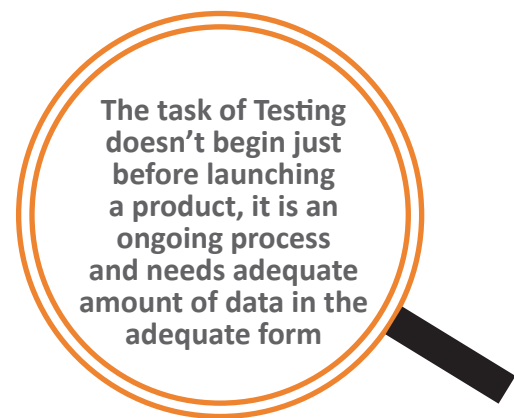 The task of Testing
doesn’t begin just
before launching
a product, it is an
ongoing process
and needs adequate
amount of data in the
adequate form